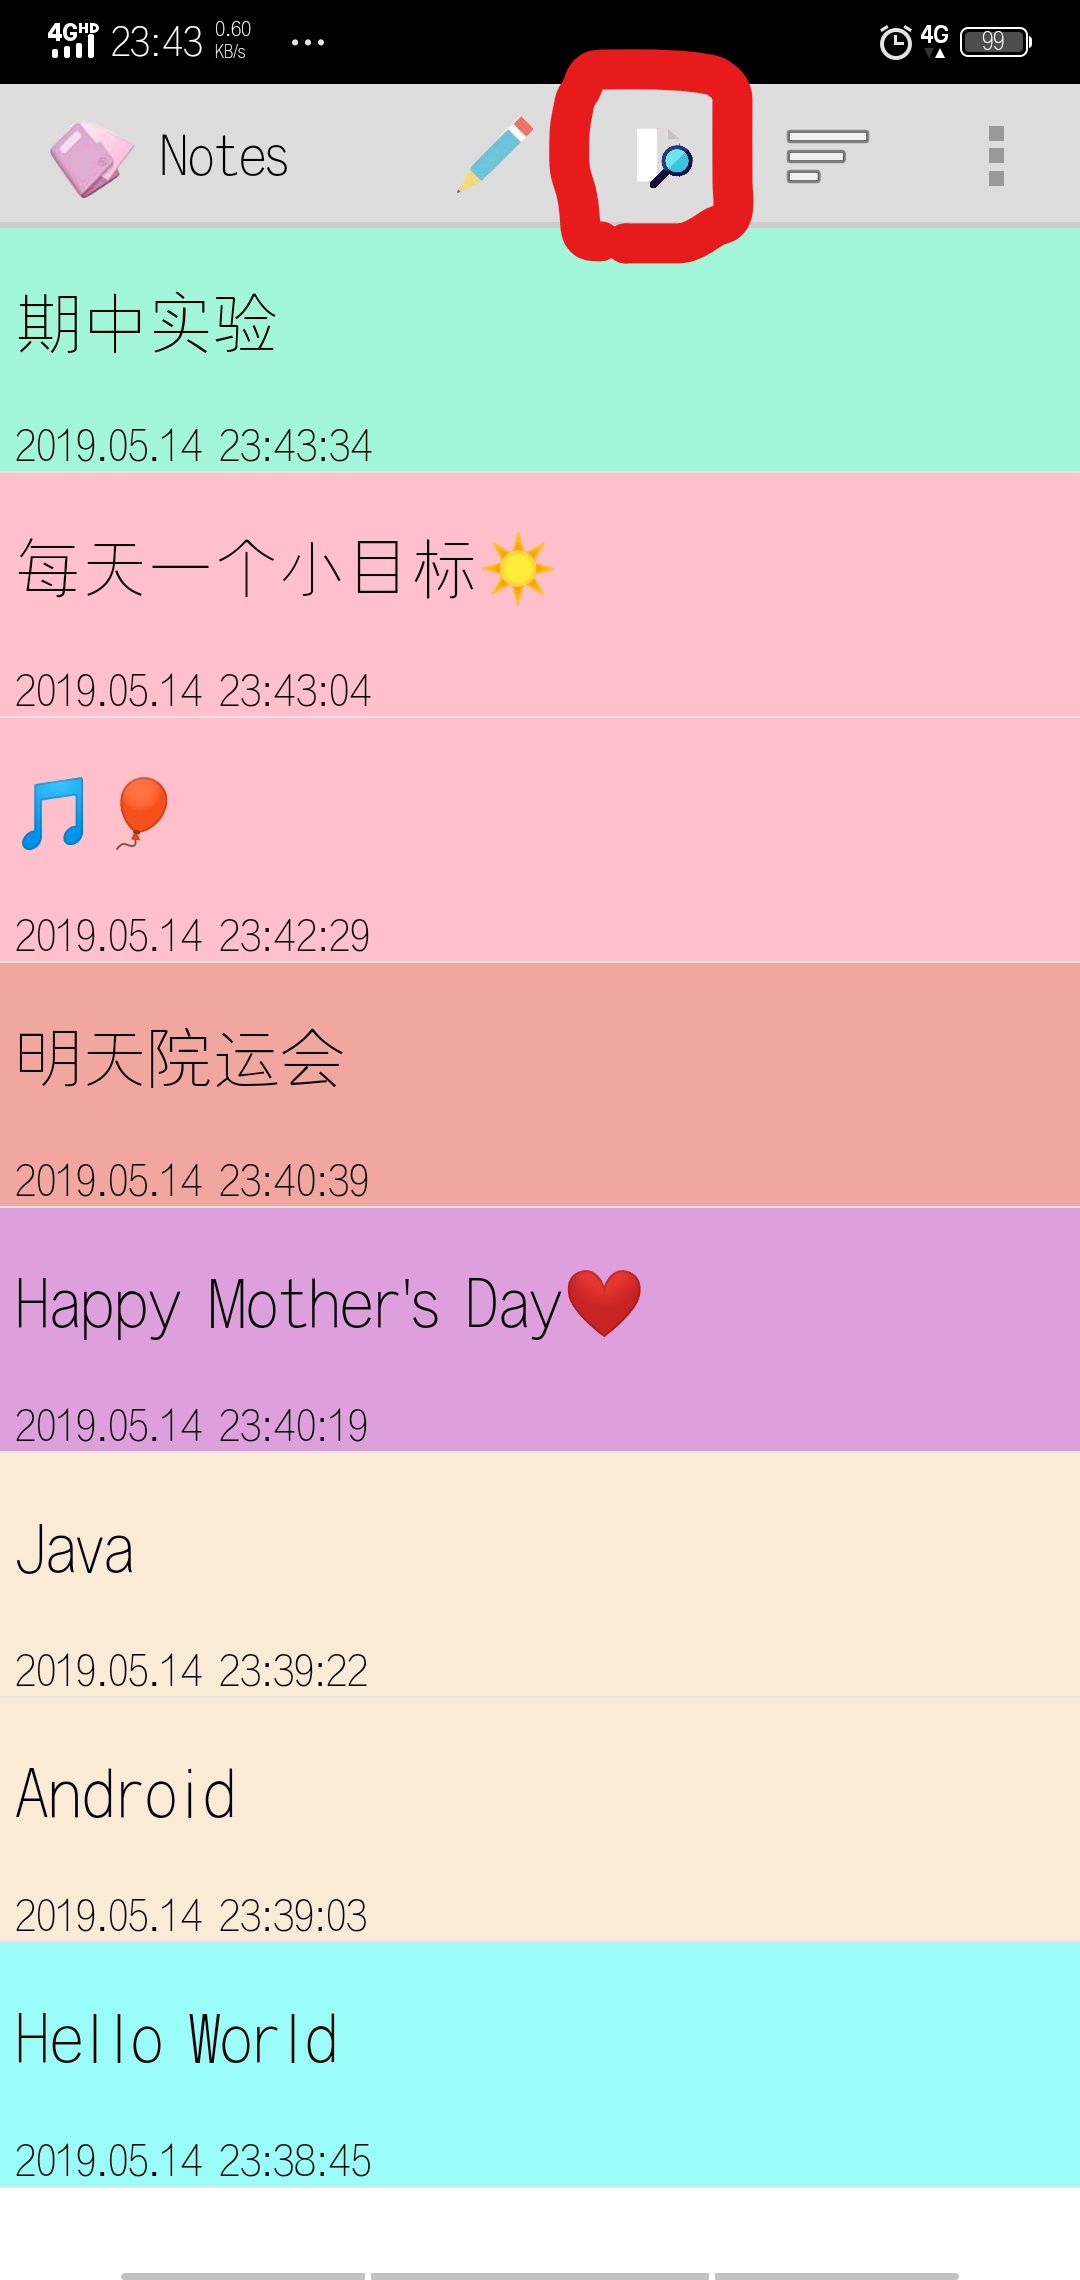 4G HD 23:43 0.60 KB/s ... 4G 99
Notes
期中实验
2019.05.14 23:43:34
每天一个小目标☀️
2019.05.14 23:43:04
🎵🎈
2019.05.14 23:42:29
明天院运会
2019.05.14 23:40:39
Happy Mother's Day❤️
2019.05.14 23:40:19
Java
2019.05.14 23:39:22
Android
2019.05.14 23:39:03
Hello World
2019.05.14 23:38:45